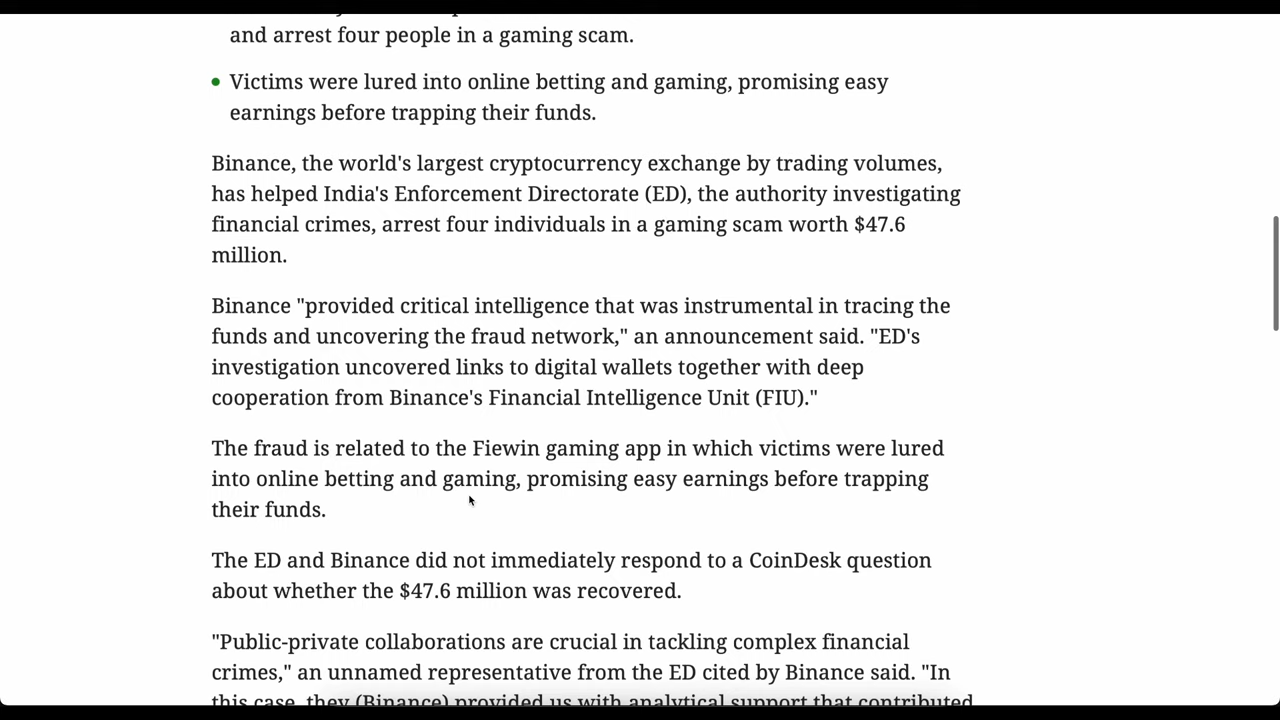 and arrest four people in a gaming scam.
Victims were lured into online betting and gaming, promising easy
earnings before trapping their funds.
Binance, the world's largest cryptocurrency exchange by trading volumes,
has helped India's Enforcement Directorate (ED), the authority investigating
financial crimes, arrest four individuals in a gaming scam worth $47.6
million.
Binance "provided critical intelligence that was instrumental in tracing the
funds and uncovering the fraud network," an announcement said. "ED's
investigation uncovered links to digital wallets together with deep
cooperation from Binance's Financial Intelligence Unit (FIU)."
The fraud is related to the Fiewin gaming app in which victims were lured
into online betting and gaming, promising easy earnings before trapping
their funds.
The ED and Binance did not immediately respond to a CoinDesk question
about whether the $47.6 million was recovered.
"Public-private collaborations are crucial in tackling complex financial
crimes," an unnamed representative from the ED cited by Binance said. "In
this case, they (Binance) provided us with analytical support that contributed